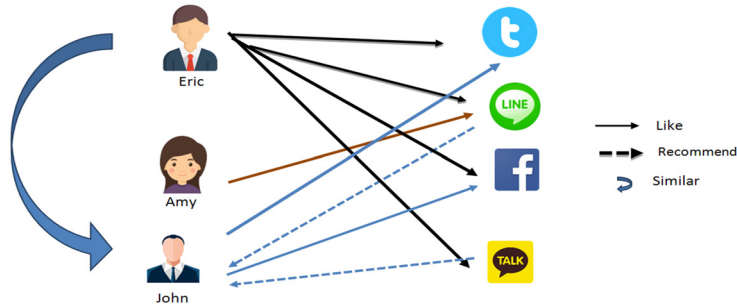 Eric
LINE
Like
Recommend
Similar
Amy
TALK
John